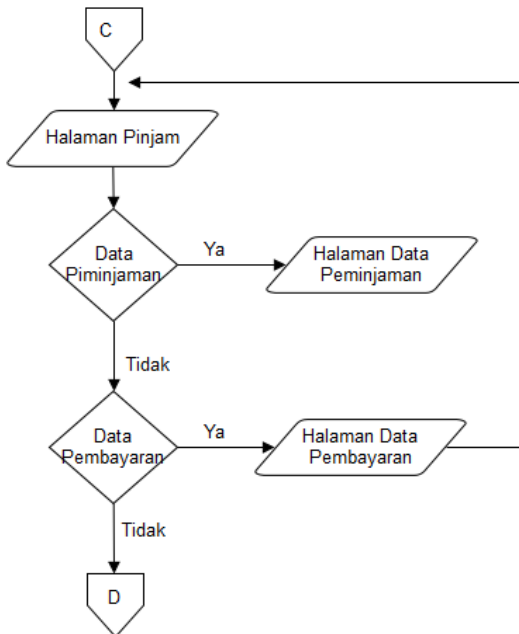 C
Halaman Pinjam
Data
Piminjaman
Ya
Halaman Data
Peminjaman
Tidak
Data
Pembayaran
Ya
Halaman Data
Pembayaran
Tidak
D